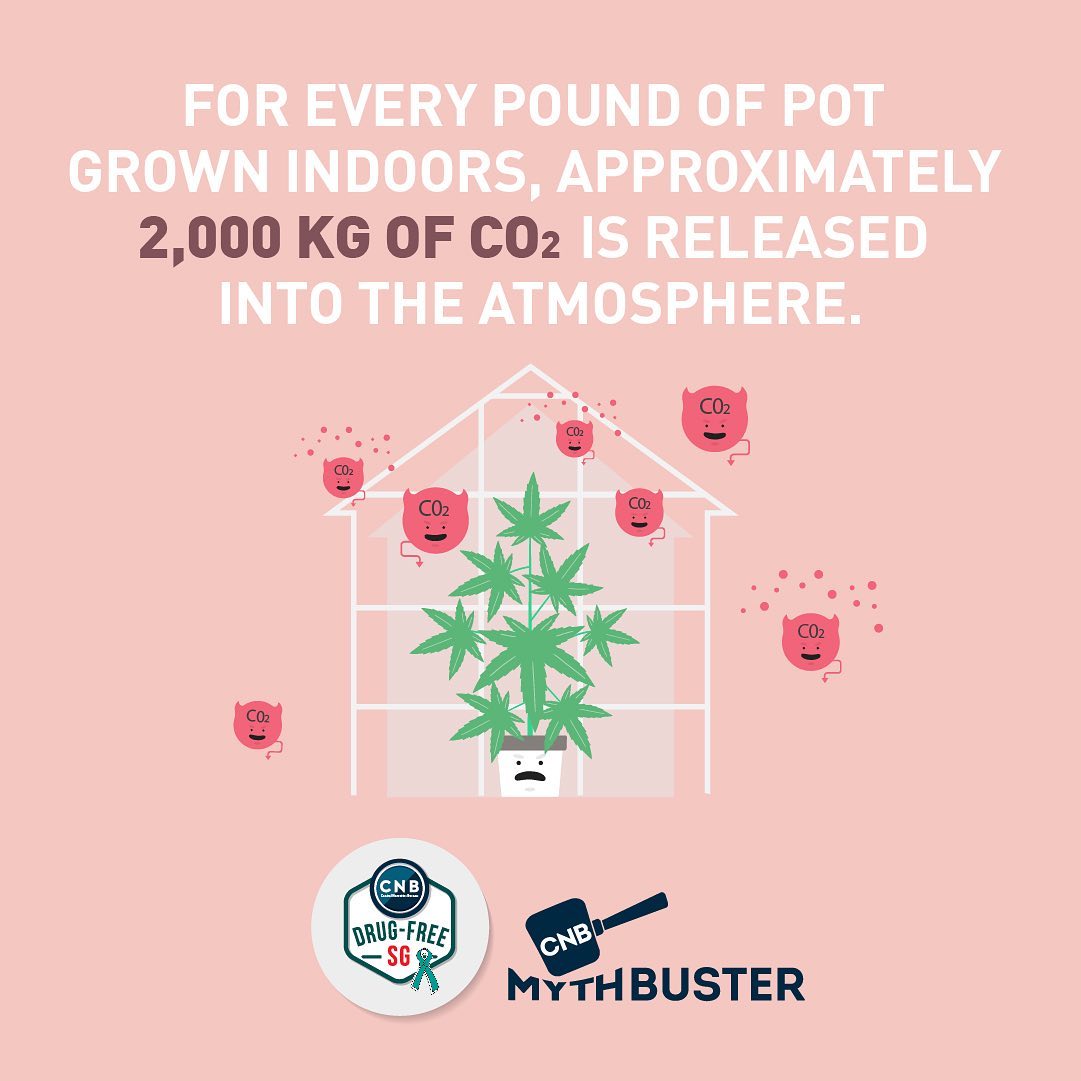 FOR EVERY POUND OF POT
GROWN INDOORS, APPROXIMATELY
2,000 KG OF CO₂ IS RELEASED
INTO THE ATMOSPHERE.
CO₂
CO₂
CO₂
CO₂
CO₂
CO₂
CO₂
CNB
DRUG-FREE
SG
CNB
MYTHBUSTER